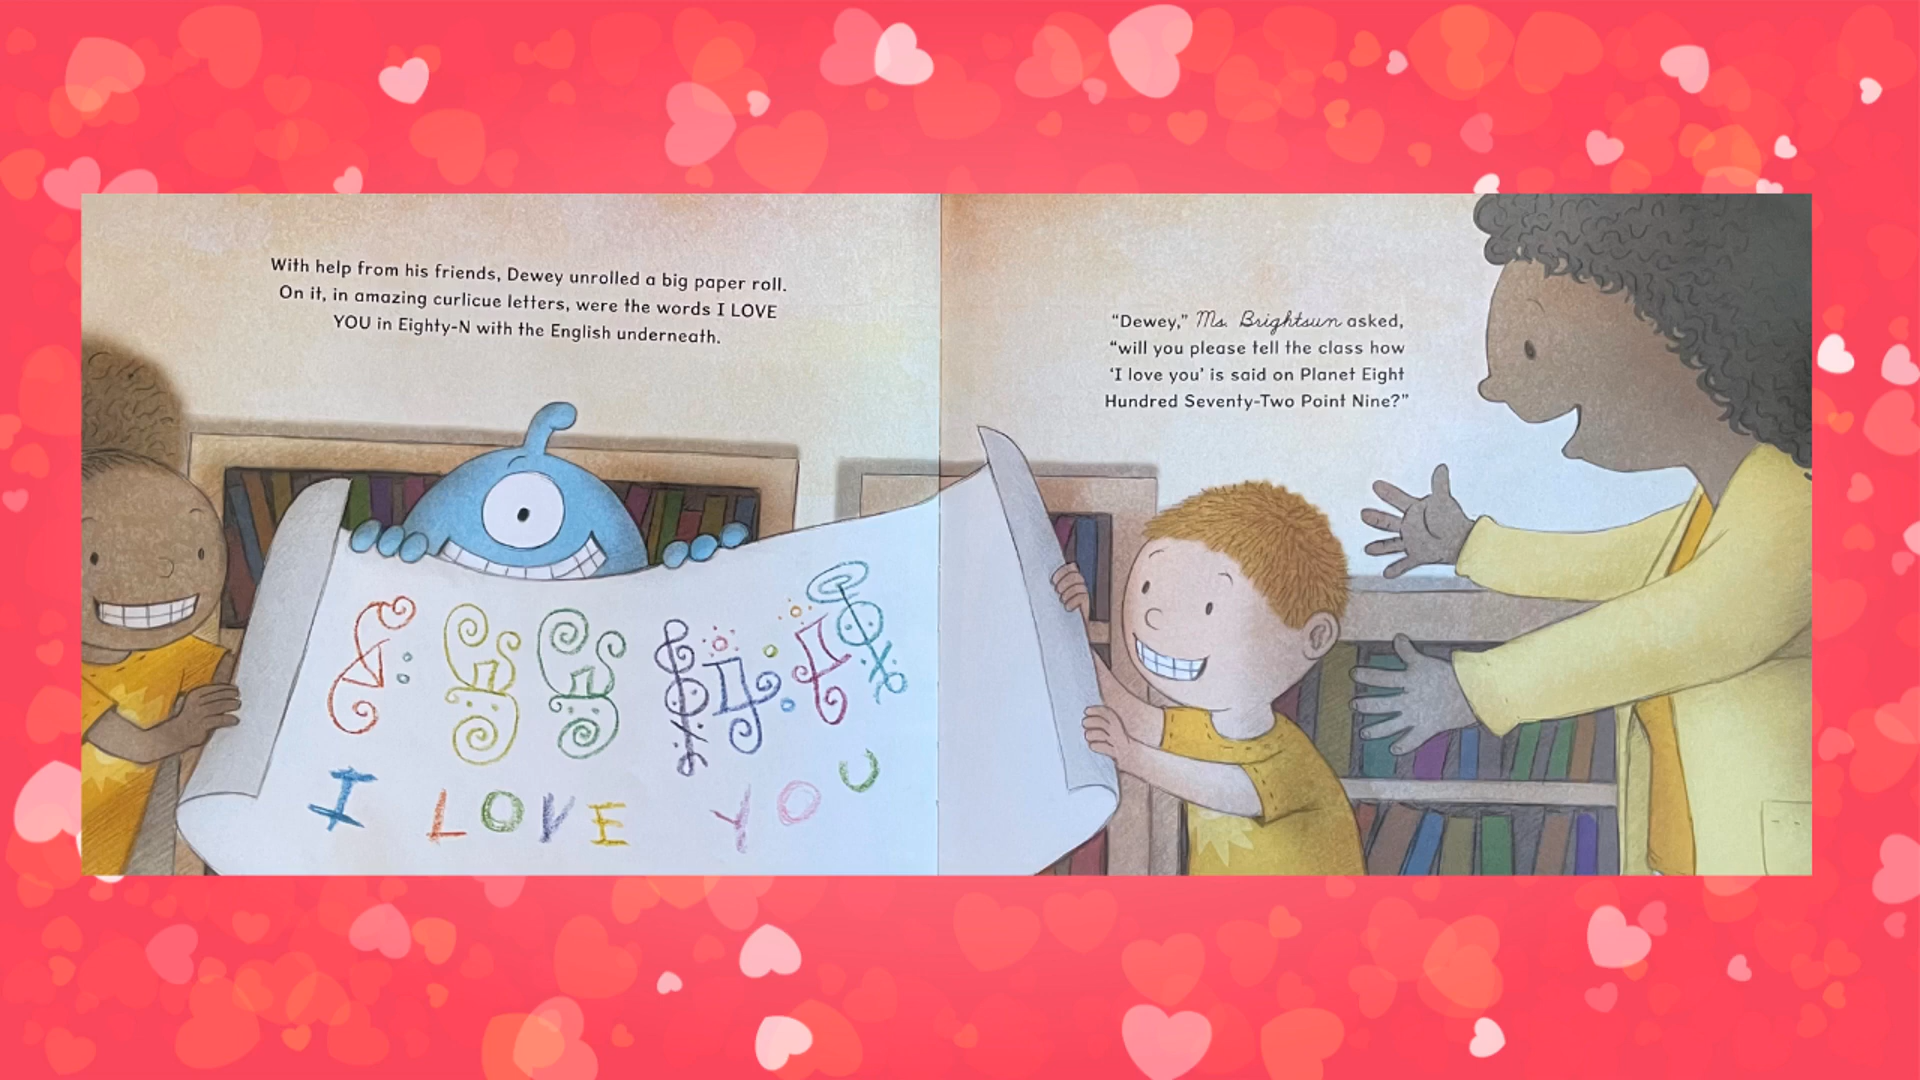 With help from his friends, Dewey unrolled a big paper roll.
On it, in amazing curlicue letters, were the words I LOVE
YOU in Eighty-N with the English underneath.
I LOVE YOU
“Dewey,” Ms. Brightsun asked,
“will you please tell the class how
‘I love you’ is said on Planet Eight
Hundred Seventy-Two Point Nine?”